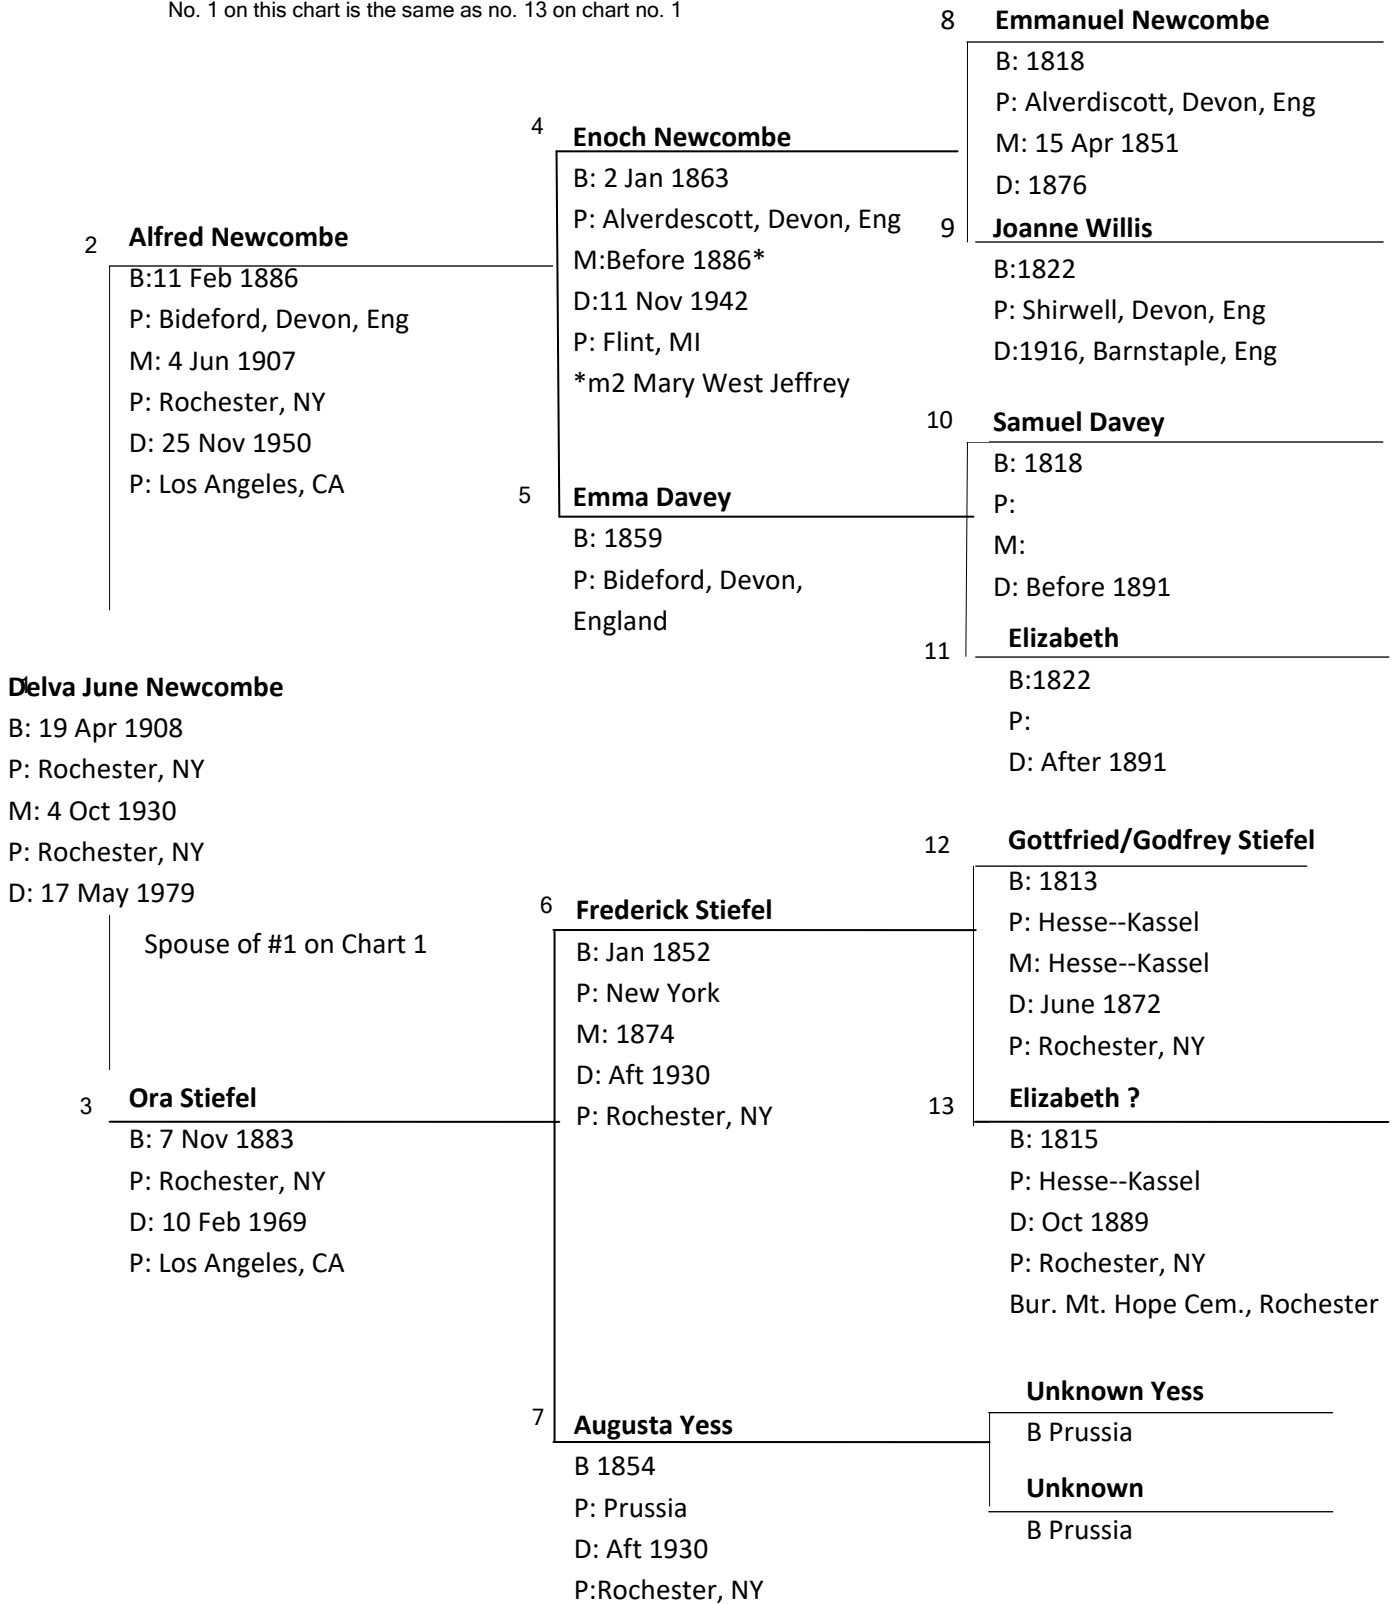 No. 1 on this chart is the same as no. 13 on chart no. 1
8 Emmanuel Newcombe
B: 1818
P: Alverdiscott, Devon, Eng
M: 15 Apr 1851
D: 1876
4 Enoch Newcombe
B: 2 Jan 1863
P: Alverdescott, Devon, Eng
M:Before 1886*
D:11 Nov 1942
P: Flint, MI
*m2 Mary West Jeffrey
9 Joanne Willis
B:1822
P: Shirwell, Devon, Eng
D:1916, Barnstaple, Eng
2 Alfred Newcombe
B:11 Feb 1886
P: Bideford, Devon, Eng
M: 4 Jun 1907
P: Rochester, NY
D: 25 Nov 1950
P: Los Angeles, CA
10 Samuel Davey
B: 1818
P:
M:
D: Before 1891
5 Emma Davey
B: 1859
P: Bideford, Devon,
England
11 Elizabeth
B:1822
P:
D: After 1891
1
Delva June Newcombe
B: 19 Apr 1908
P: Rochester, NY
M: 4 Oct 1930
P: Rochester, NY
D: 17 May 1979
Spouse of #1 on Chart 1
12 Gottfried/Godfrey Stiefel
B: 1813
P: Hesse--Kassel
M: Hesse--Kassel
D: June 1872
P: Rochester, NY
6 Frederick Stiefel
B: Jan 1852
P: New York
M: 1874
D: Aft 1930
P: Rochester, NY
13 Elizabeth ?
B: 1815
P: Hesse--Kassel
D: Oct 1889
P: Rochester, NY
Bur. Mt. Hope Cem., Rochester
3 Ora Stiefel
B: 7 Nov 1883
P: Rochester, NY
D: 10 Feb 1969
P: Los Angeles, CA
7 Augusta Yess
B 1854
P: Prussia
D: Aft 1930
P:Rochester, NY
Unknown Yess
B Prussia
Unknown
B Prussia